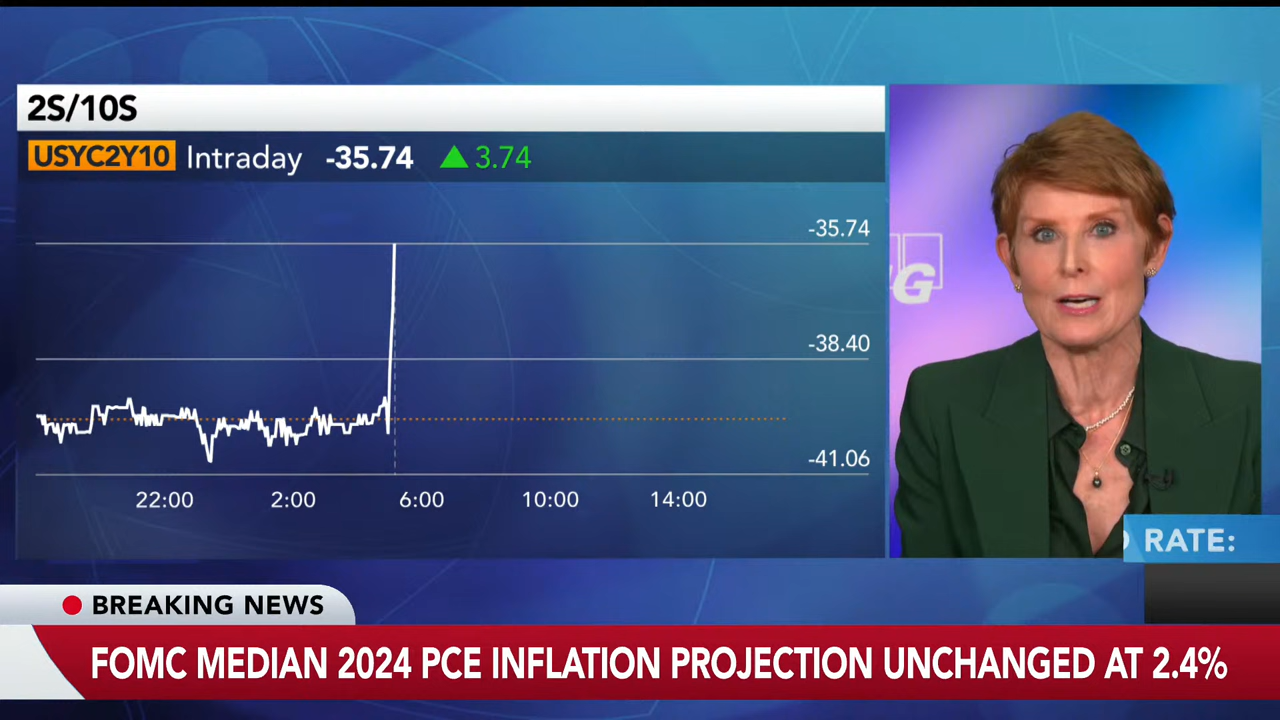 2S/10S
USYC2Y10 Intraday -35.74 ▲ 3.74
-35.74
-38.40
-41.06
22:00 2:00 6:00 10:00 14:00
G
RATE:
BREAKING NEWS
FOMC MEDIAN 2024 PCE INFLATION PROJECTION UNCHANGED AT 2.4%